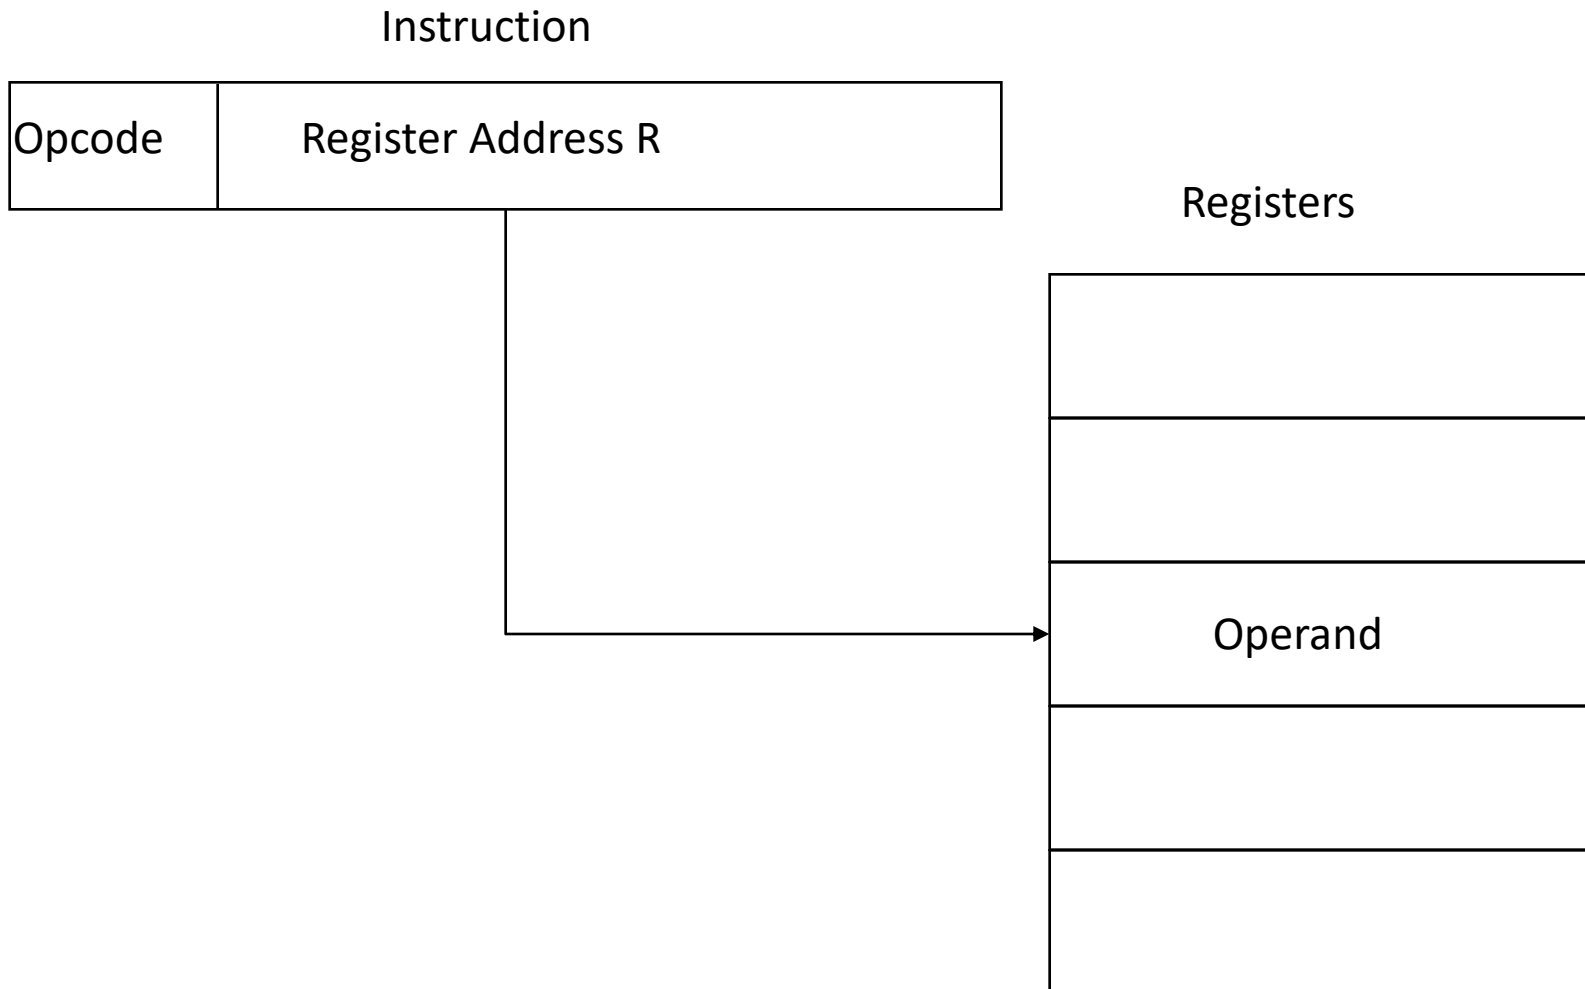 Instruction
Opcode
Register Address R
Registers
Operand